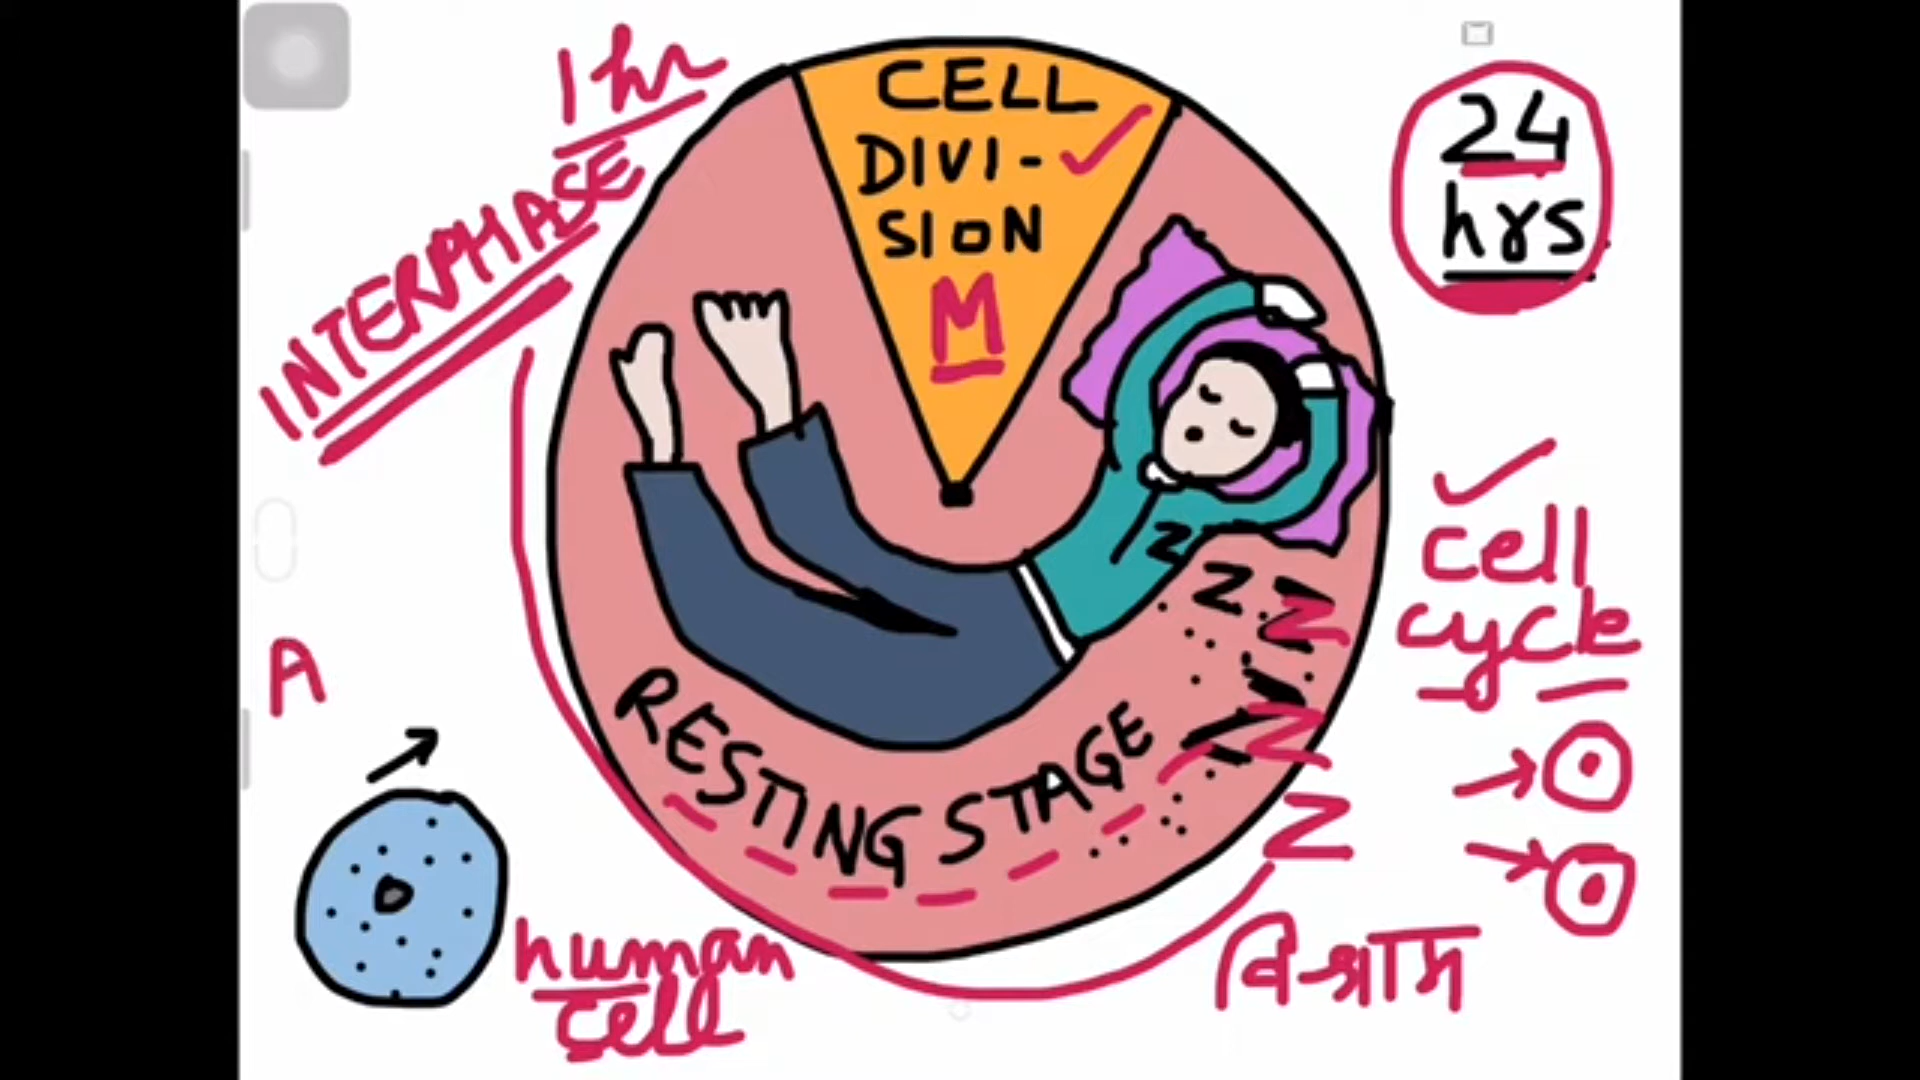 1 hr
INTERPHASE
CELL
DIVI-
SION
M
24
hrs
cell
cycle
Z
Z
Z
Z
Z
RESTING STAGE
A
human
cell
विश्राम